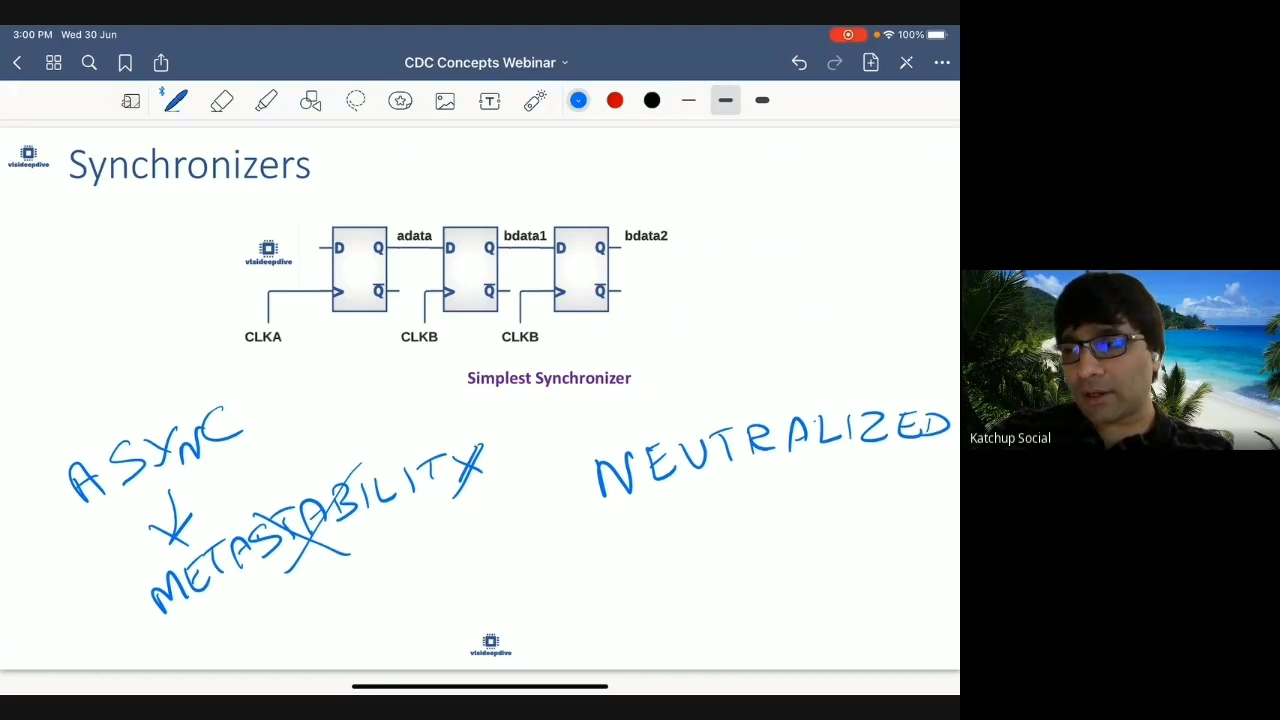 3:00 PM Wed 30 Jun
100%
CDC Concepts Webinar
T
vlsideepdive
Synchronizers
adata bdata1 bdata2
D Q D Q D Q
vlsideepdive
Q Q Q
CLKA CLKB CLKB
Simplest Synchronizer
ASYNC
METASTABILITY
NEUTRALIZED
Katchup Social
vlsideepdive